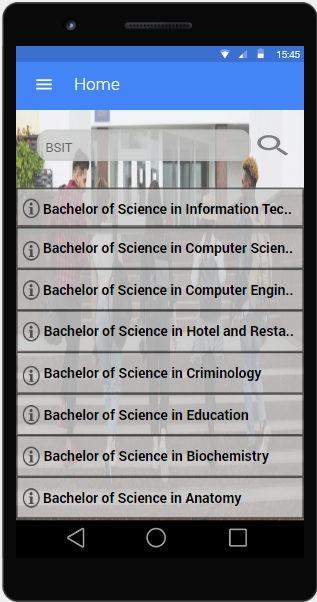 15:45
Home
BSIT
Bachelor of Science in Information Tec..
Bachelor of Science in Computer Scien..
Bachelor of Science in Computer Engin..
Bachelor of Science in Hotel and Resta..
Bachelor of Science in Criminology
Bachelor of Science in Education
Bachelor of Science in Biochemistry
Bachelor of Science in Anatomy